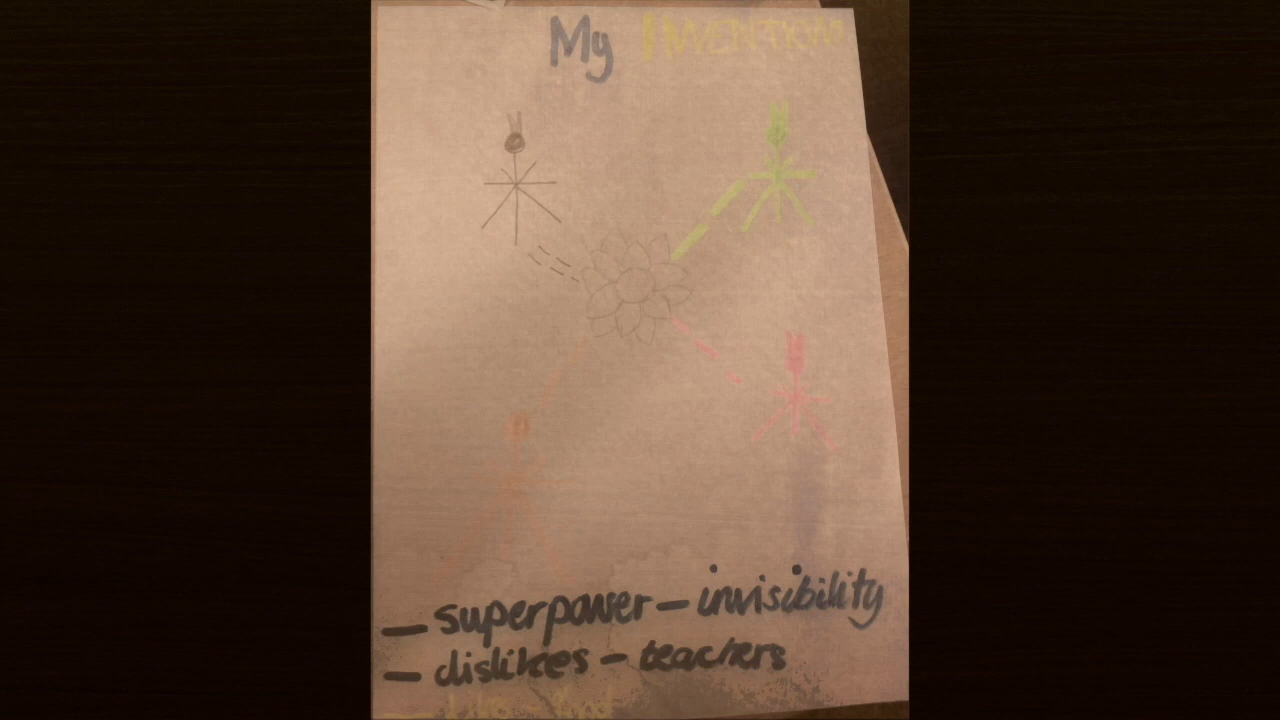 My INVENTION
– superpower – invisibility
– dislikes – teachers